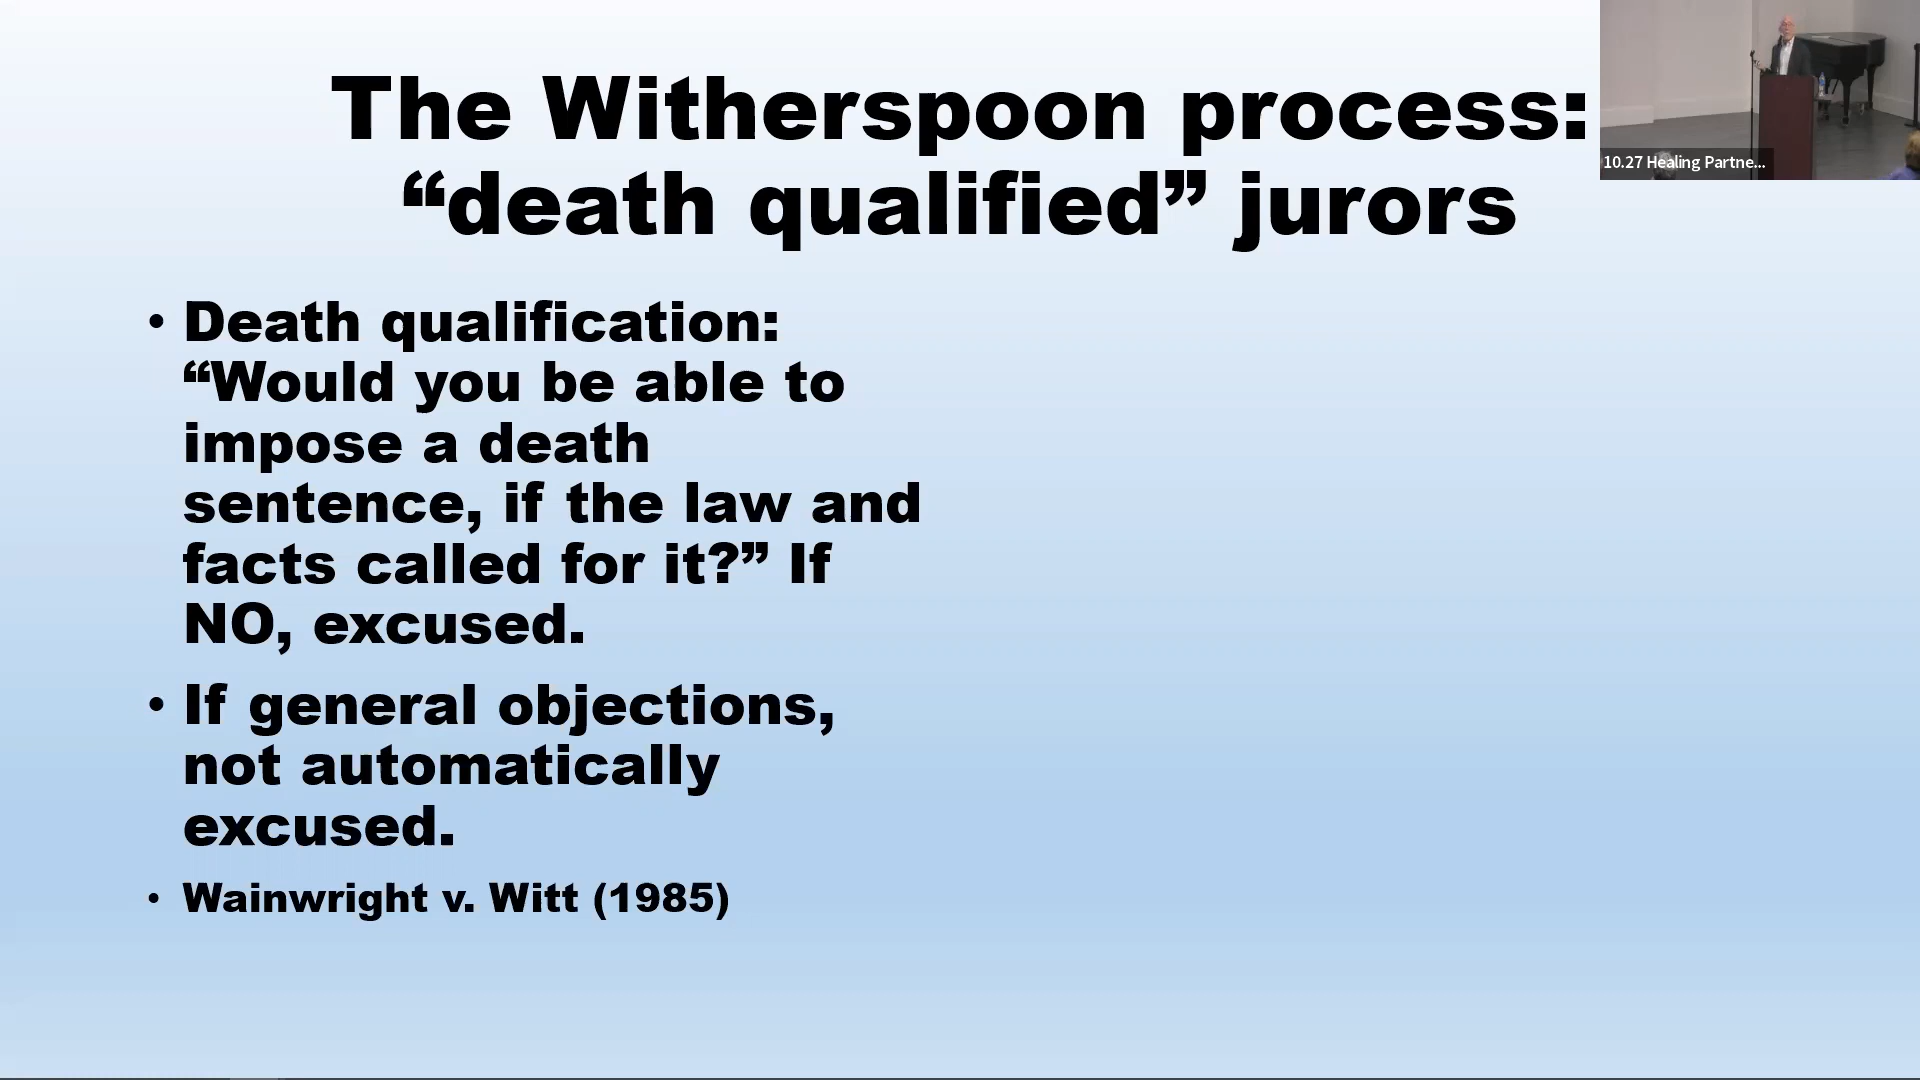 The Witherspoon process:
“death qualified” jurors
10.27 Healing Partne...
• Death qualification:
“Would you be able to
impose a death
sentence, if the law and
facts called for it?” If
NO, excused.
• If general objections,
not automatically
excused.
• Wainwright v. Witt (1985)